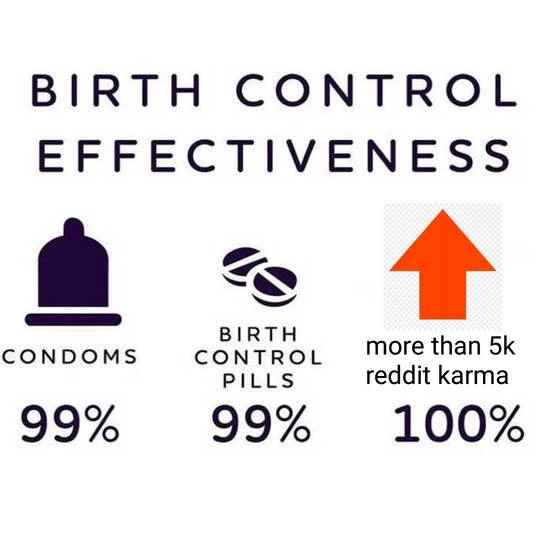 BIRTH CONTROL
EFFECTIVENESS
CONDOMS
99%
BIRTH
CONTROL
PILLS
99%
more than 5k
reddit karma
100%